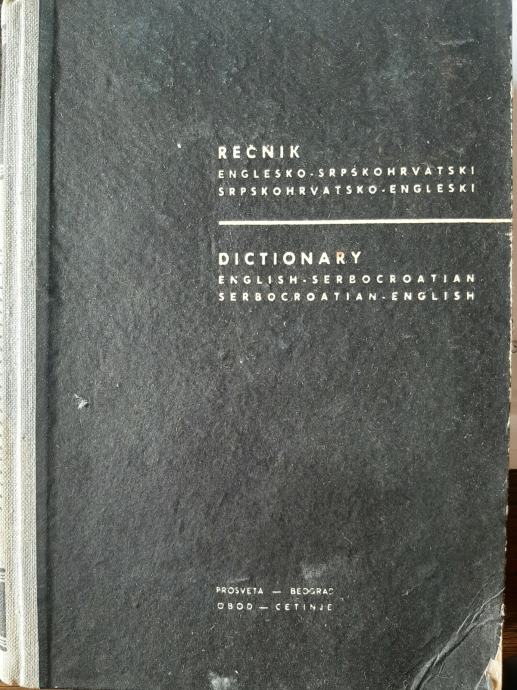 REČNIK
ENGLESKO-SRPSKOHRVATSKI
SRPSKOHRVATSKO-ENGLESKI
DICTIONARY
ENGLISH-SERBOCROATIAN
SERBOCROATIAN-ENGLISH
PROSVETA — BEOGRAD
OBOD — CETINJE